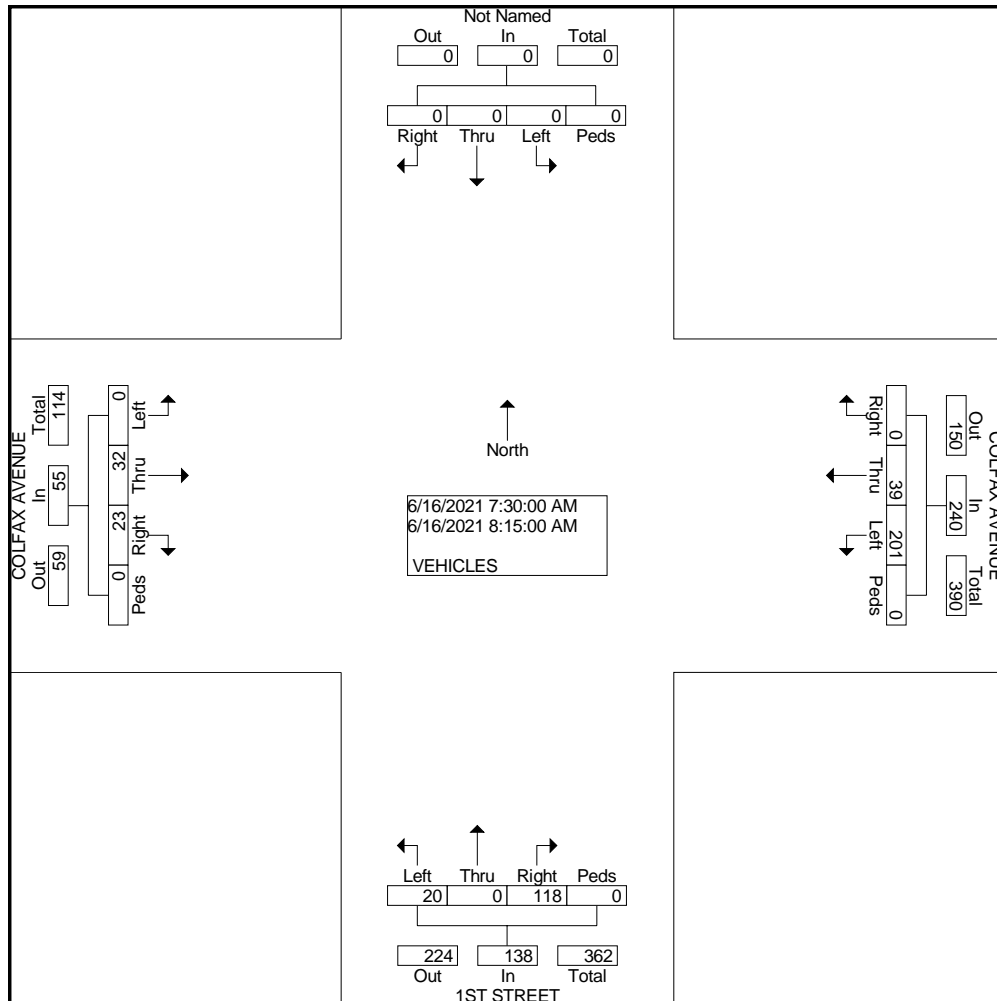 Not Named
Out In Total
0 0 0
0 0 0 0
Right Thru Left Peds
COLFAX AVENUE
Total In Out
114 55 59
0 32 23 0
Left Thru Right Peds
North
6/16/2021 7:30:00 AM
6/16/2021 8:15:00 AM
VEHICLES
Right Thru Left Peds
0 39 201 0
Out In Total
150 240 390
COLFAX AVENUE
Left Thru Right Peds
20 0 118 0
224 138 362
Out In Total
1ST STREET